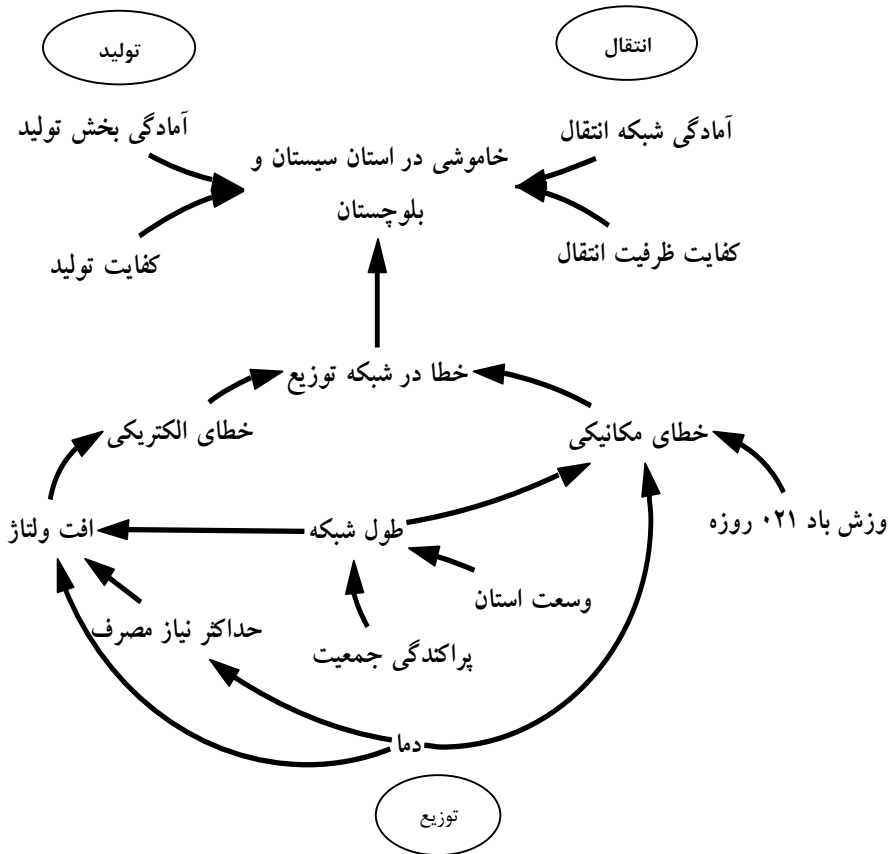 انتقال
تولید
آمادگی شبکه انتقال
آمادگی بخش تولید
خاموشی در استان سیستان و
بلوچستان
کفایت ظرفیت انتقال
کفایت تولید
خطا در شبکه توزیع
خطای مکانیکی
خطای الکتریکی
وزش باد ۰۲۱ روزه
طول شبکه
افت ولتاژ
وسعت استان
حداکثر نیاز مصرف
پراکندگی جمعیت
دما
توزیع